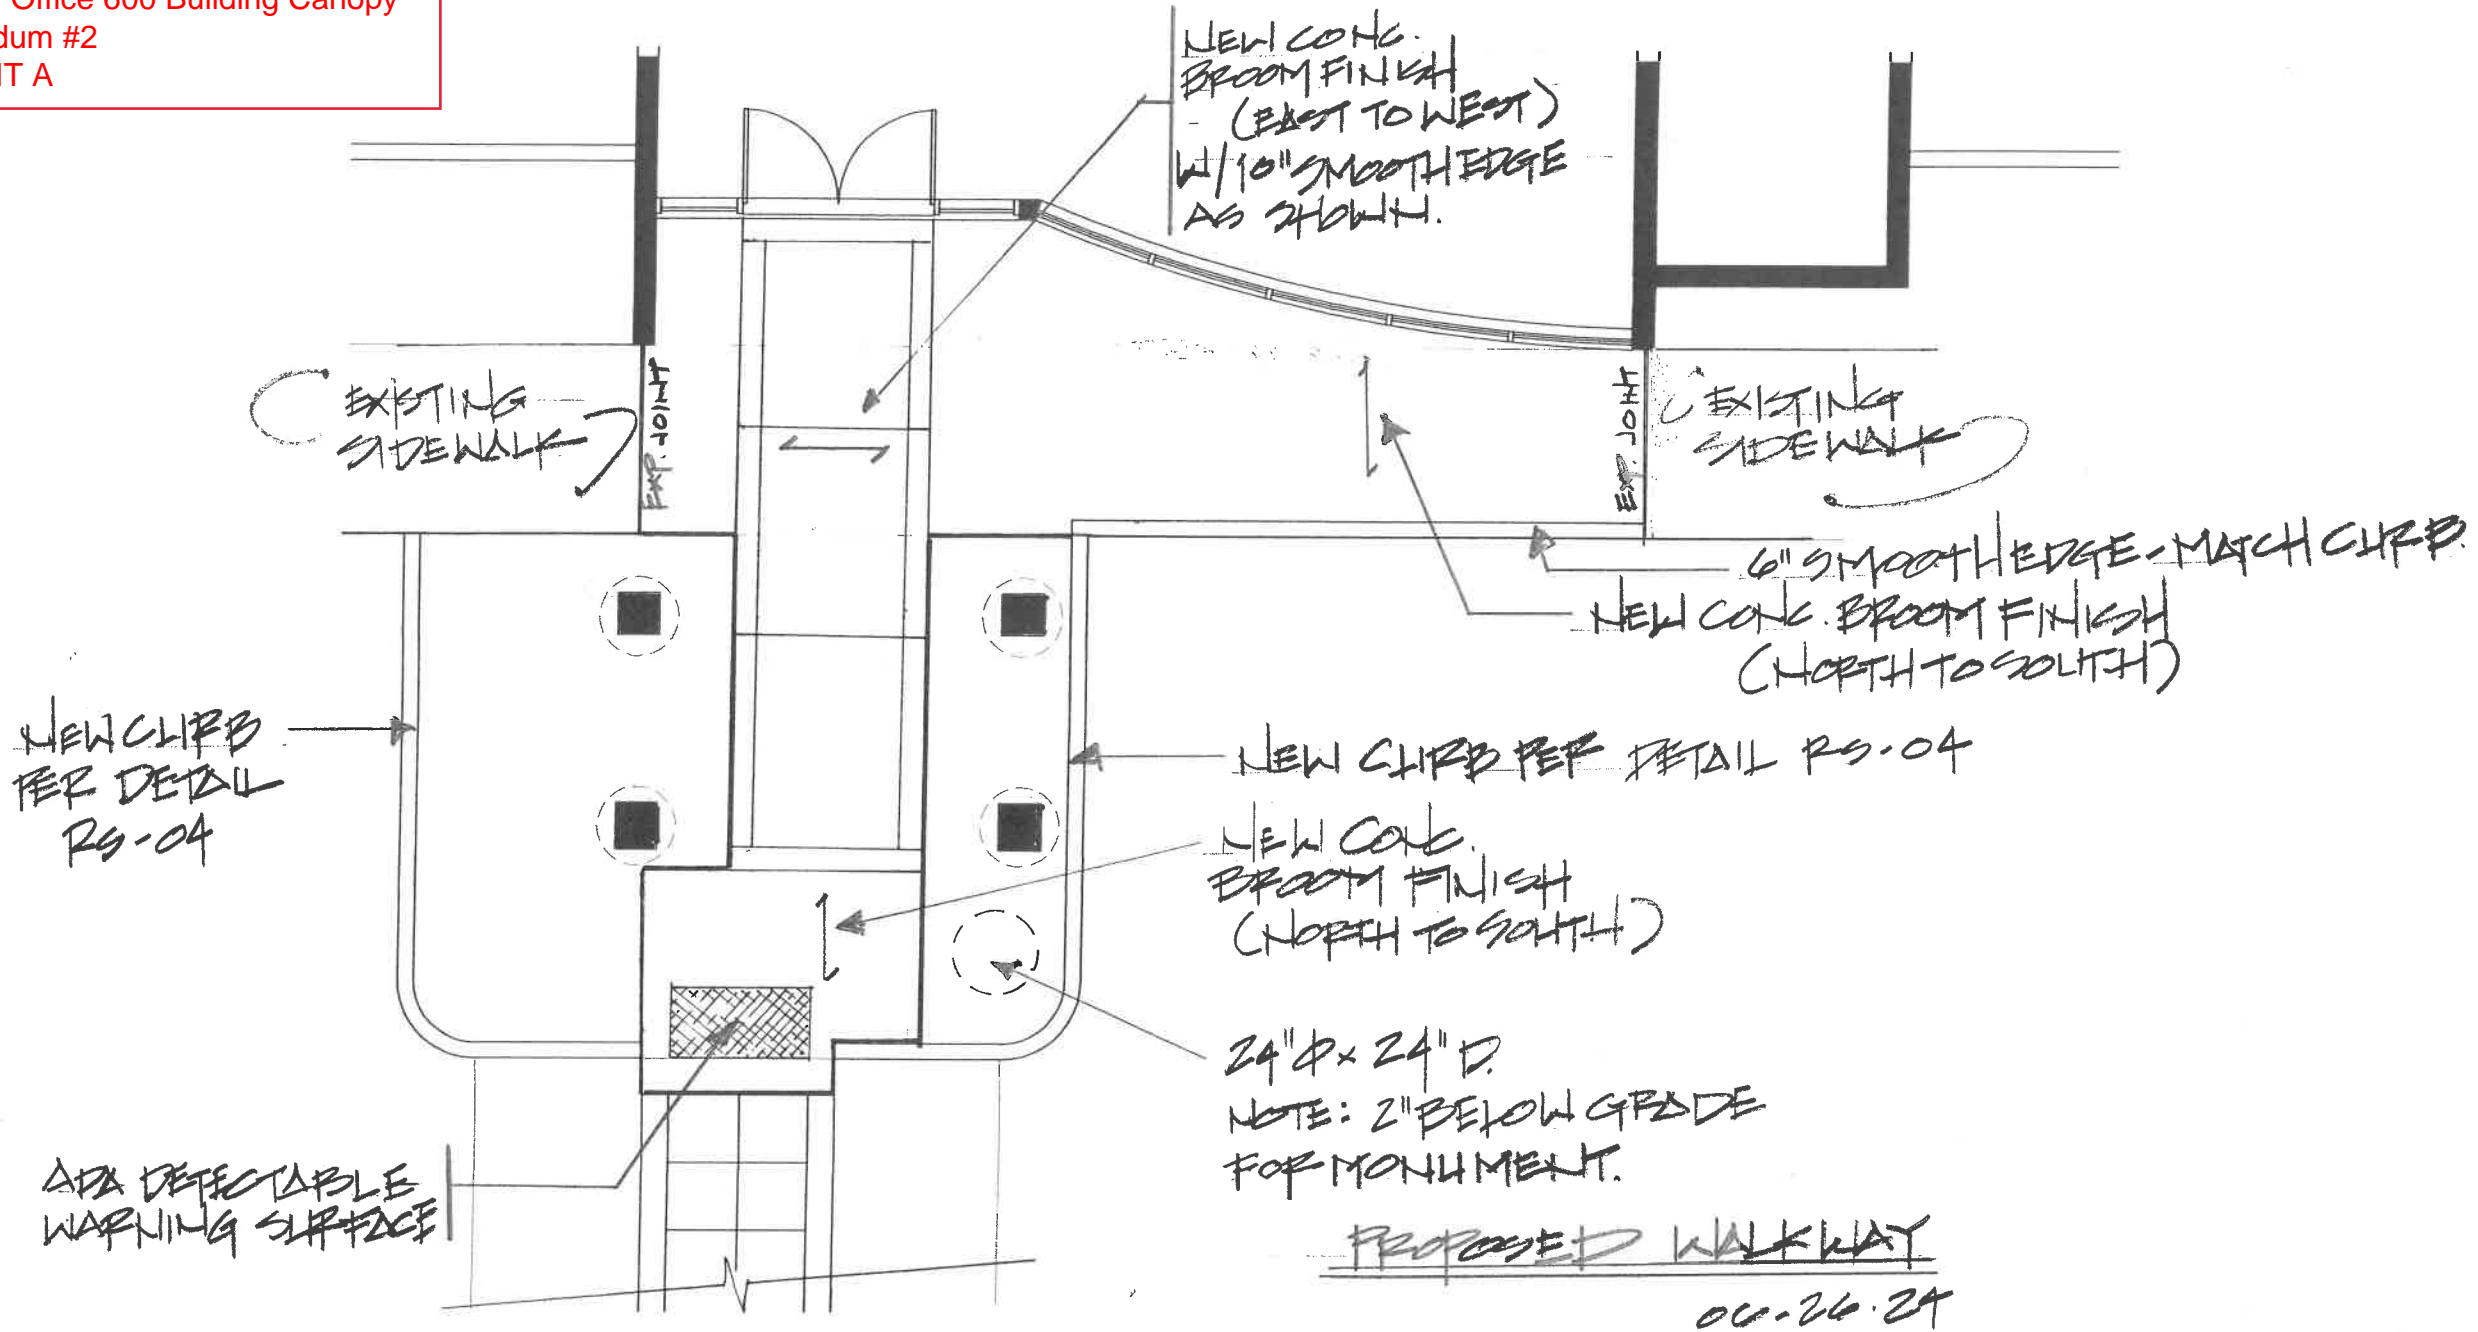 Office 600 Building Canopy
dum #2
IT A
NEW CONC.
BROOM FINISH
(EAST TO WEST)
W/10" SMOOTH EDGE
AS SHOWN.
EXISTING
SIDEWALK
EXP. JOINT
EXP. JOINT
EXISTING
SIDEWALK
6" SMOOTH EDGE - MATCH CURB.
NEW CONC. BROOM FINISH
(NORTH TO SOUTH)
NEW CURB
PER DETAIL
RS-04
NEW CURB PER DETAIL RS-04
NEW CONC.
BROOM FINISH
(NORTH TO SOUTH)
24"Φ x 24" D.
NOTE: 2" BELOW GRADE
FOR MONUMENT.
ADA DETECTABLE
WARNING SURFACE
PROPOSED WALKWAY
06-26-24